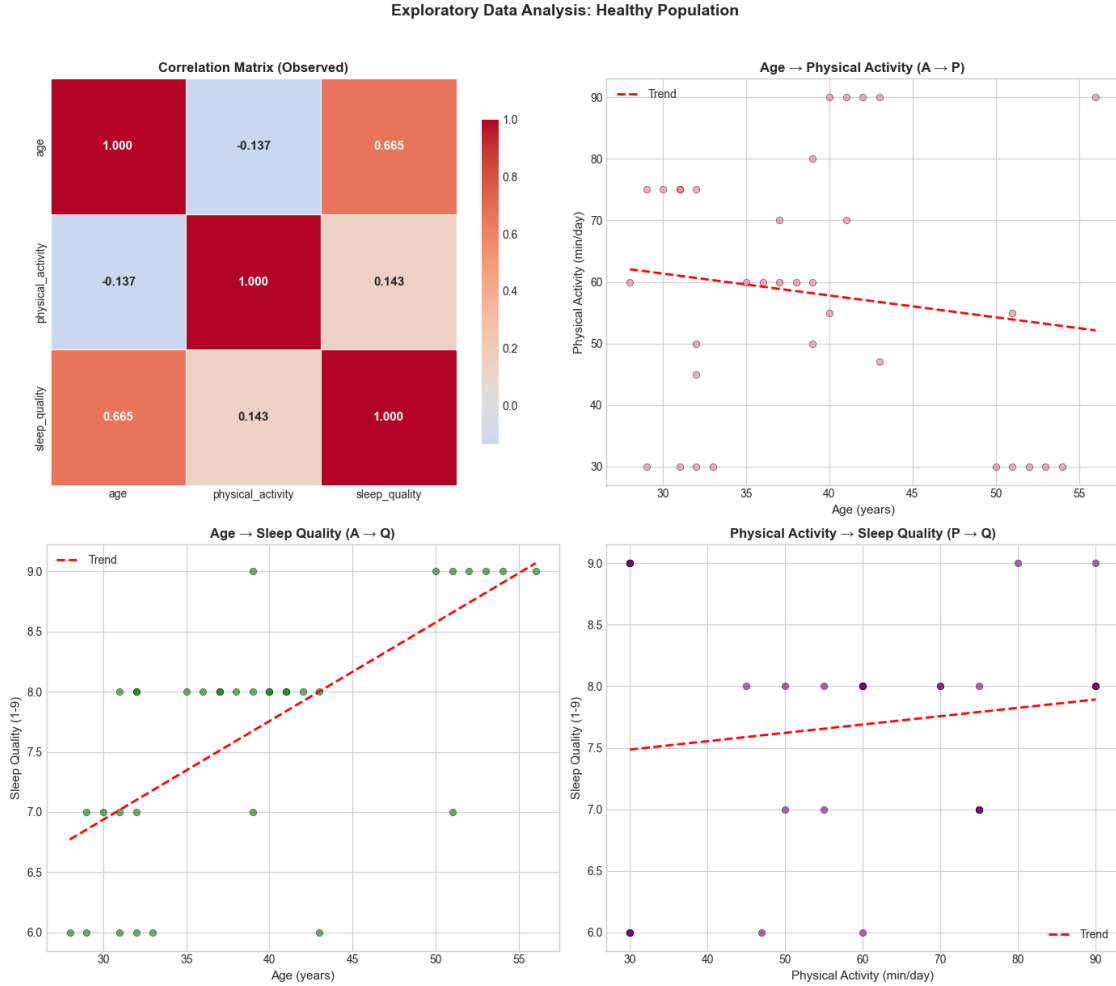 Exploratory Data Analysis: Healthy Population
Correlation Matrix (Observed)
age
physical_activity
sleep_quality
1.000
-0.137
0.665
-0.137
1.000
0.143
0.665
0.143
1.000
age
physical_activity
sleep_quality
1.0
0.8
0.6
0.4
0.2
0.0
Age → Physical Activity (A → P)
Trend
Physical Activity (min/day)
90
80
70
60
50
40
30
30
35
40
45
50
55
Age (years)
Age → Sleep Quality (A → Q)
Trend
Sleep Quality (1-9)
9.0
8.5
8.0
7.5
7.0
6.5
6.0
30
35
40
45
50
55
Age (years)
Physical Activity → Sleep Quality (P → Q)
Sleep Quality (1-9)
9.0
8.5
8.0
7.5
7.0
6.5
6.0
Trend
30
40
50
60
70
80
90
Physical Activity (min/day)